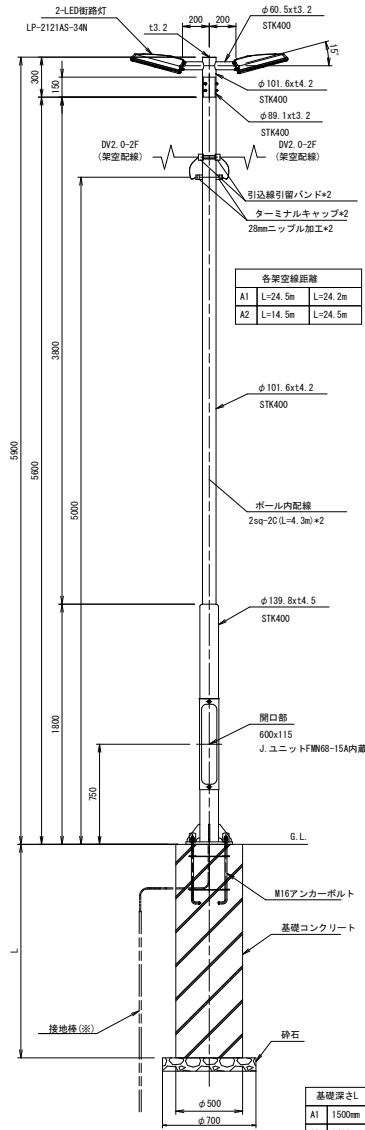 2-LED街路灯
LP-2121AS-34N
t3.2
200
200
φ60.5xt3.2
STK400
15°
300
150
φ101.6xt4.2
STK400
φ89.1xt3.2
STK400
DV2.0-2F
(架空配線)
DV2.0-2F
(架空配線)
引込線引留バンド*2
ターミナルキャップ*2
28mmニップル加工*2
各架空線距離
A1 L=24.5m L=24.2m
A2 L=14.5m L=24.5m
φ101.6xt4.2
STK400
5900
5600
3800
5000
ポール内配線
2sq-2C(L=4.3m)*2
φ139.8xt4.5
STK400
1800
750
開口部
600x115
J.ユニットFMN68-15A内蔵
G.L.
M16アンカーボルト
基礎コンクリート
L
接地棒(※)
砕石
φ500
φ700
基礎深さL
A1 1500mm